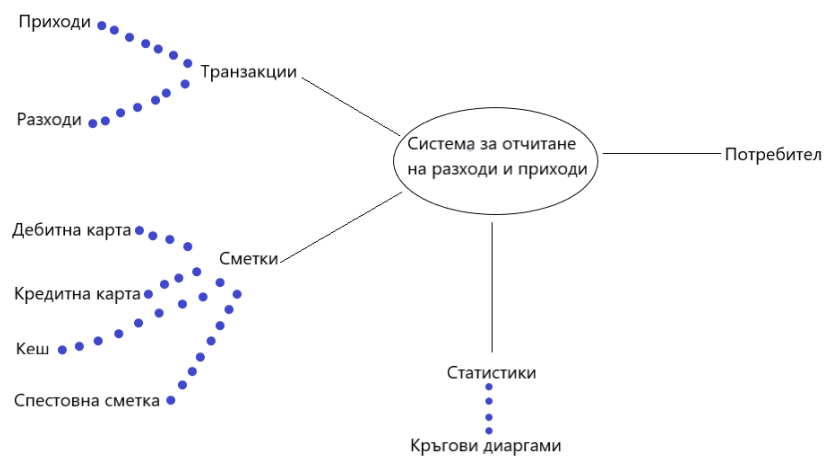 Приходи
Транзакции
Разходи
Система за отчитане
на разходи и приходи
Потребител
Дебитна карта
Сметки
Кредитна карта
Кеш
Спестовна сметка
Статистики
Кръгови диаргами